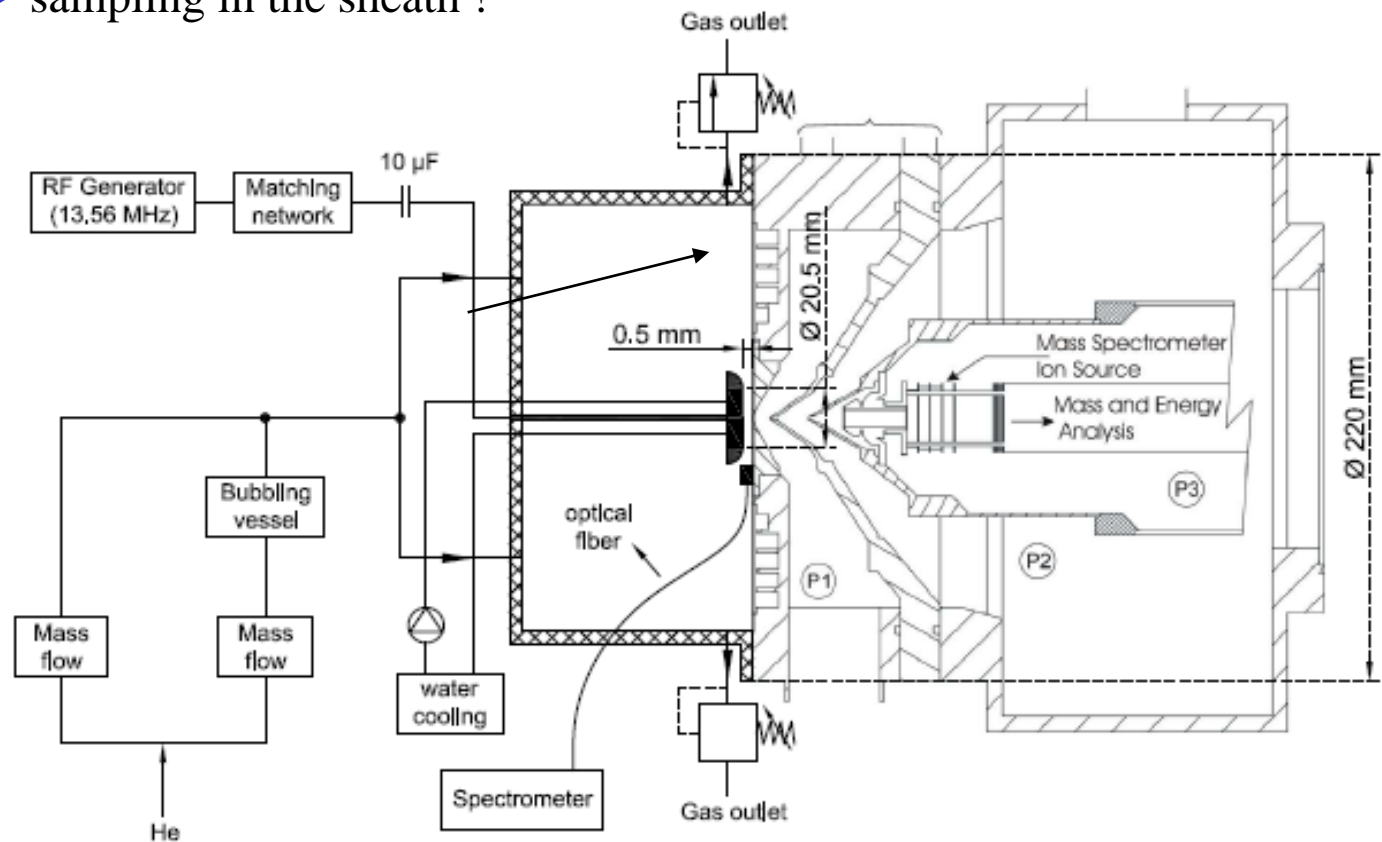 sampling in the sheath ?
Gas outlet
10 µF
RF Generator
(13.56 MHz)
Matching
network
0.5 mm
Ø 20.5 mm
Mass Spectrometer
Ion Source
Mass and Energy
Analysis
Ø 220 mm
P3
P2
P1
Bubbling
vessel
optical
fiber
Mass
flow
Mass
flow
water
cooling
Spectrometer
Gas outlet
He